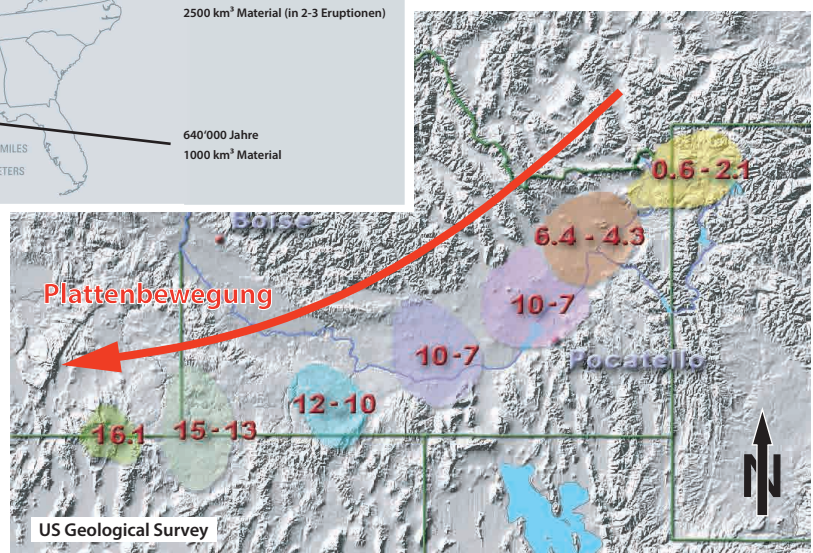 2500 km³ Material (in 2-3 Eruptionen)
640‘000 Jahre
1000 km³ Material
MILES
ETERS
0.6 - 2.1
Boise
6.4 - 4.3
Plattenbewegung
10-7
10-7
Pocatello
12-10
16.1
15-13
N
US Geological Survey